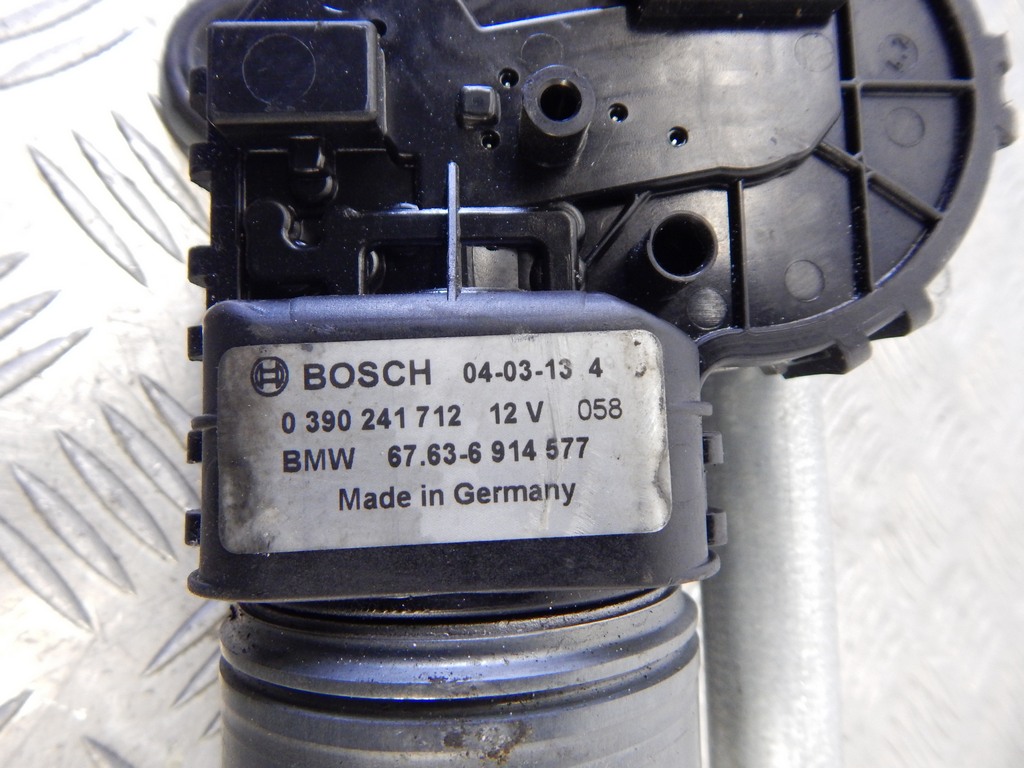 BOSCH 04-03-13 4
0 390 241 712 12 V 058
BMW 67.63-6 914 577
Made in Germany